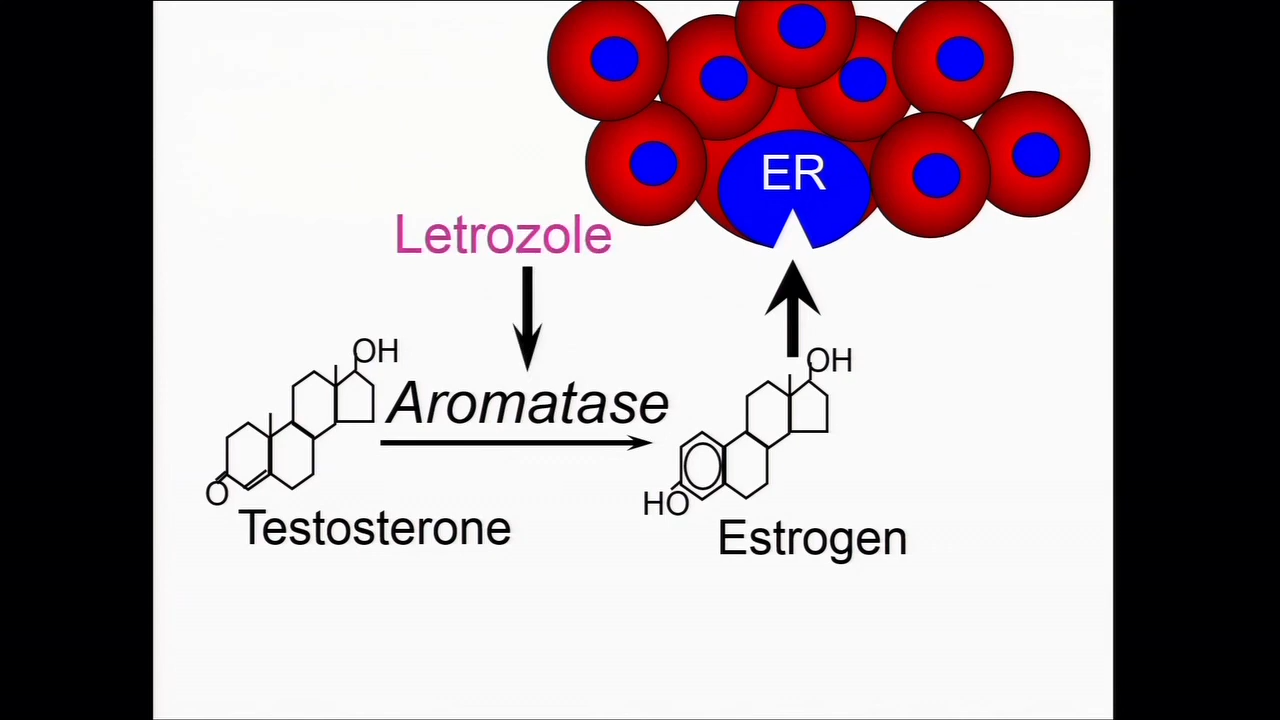 ER
Letrozole
OH
OH
Aromatase
O
HO
Testosterone
Estrogen